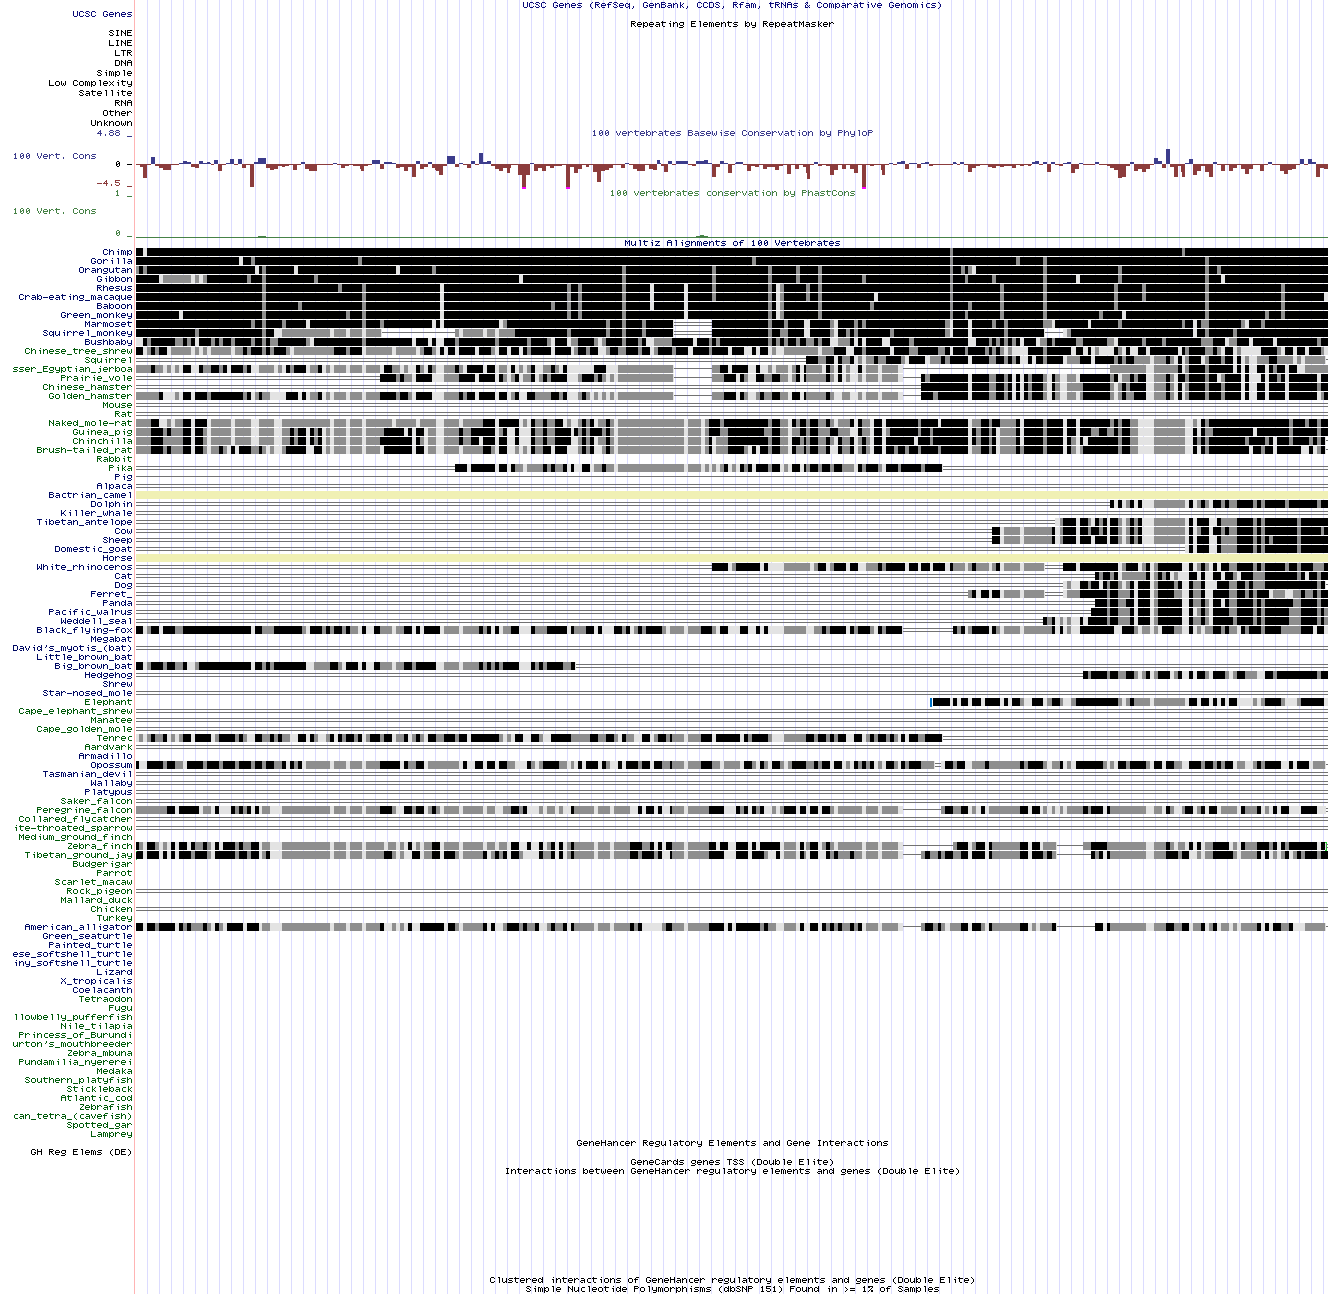 UCSC Genes (RefSeq, GenBank, CCDS, Rfam, tRNAs & Comparative Genomics)
UCSC Genes
Repeating Elements by RepeatMasker
SINE
LINE
LTR
DNA
Simple
Low Complexity
Satellite
RNA
Other
Unknown
100 vertebrates Basewise Conservation by PhyloP
4.88 _
100 Vert. Cons
0 _
-4.5 _
100 vertebrates conservation by PhastCons
1 _
100 Vert. Cons
0 _
Multiz Alignments of 100 Vertebrates
Chimp
Gorilla
Orangutan
Gibbon
Rhesus
Crab-eating_macaque
Baboon
Green_monkey
Marmoset
Squirrel_monkey
Bushbaby
Chinese_tree_shrew
Squirrel
sser_Egyptian_jerboa
Prairie_vole
Chinese_hamster
Golden_hamster
Mouse
Rat
Naked_mole-rat
Guinea_pig
Chinchilla
Brush-tailed_rat
Rabbit
Pika
Pig
Alpaca
Bactrian_camel
Dolphin
Killer_whale
Tibetan_antelope
Cow
Sheep
Domestic_goat
Horse
White_rhinoceros
Cat
Dog
Ferret_
Panda
Pacific_walrus
Weddell_seal
Black_flying-fox
Megabat
David's_myotis_(bat)
Little_brown_bat
Big_brown_bat
Hedgehog
Shrew
Star-nosed_mole
Elephant
Cape_elephant_shrew
Manatee
Cape_golden_mole
Tenrec
Aardvark
Armadillo
Opossum
Tasmanian_devil
Wallaby
Platypus
Saker_falcon
Peregrine_falcon
Collared_flycatcher
ite-throated_sparrow
Medium_ground_finch
Zebra_finch
Tibetan_ground_jay
Budgerigar
Parrot
Scarlet_macaw
Rock_pigeon
Mallard_duck
Chicken
Turkey
American_alligator
Green_seaturtle
Painted_turtle
ese_softshell_turtle
iny_softshell_turtle
Lizard
X_tropicalis
Coelacanth
Tetraodon
Fugu
llowbelly_pufferfish
Nile_tilapia
Princess_of_Burundi
urton's_mouthbreeder
Zebra_mbuna
Pundamilia_nyererei
Medaka
Southern_platyfish
Stickleback
Atlantic_cod
Zebrafish
can_tetra_(cavefish)
Spotted_gar
Lamprey
GeneHancer Regulatory Elements and Gene Interactions
GH Reg Elems (DE)
GeneCards genes TSS (Double Elite)
Interactions between GeneHancer regulatory elements and genes (Double Elite)
Clustered interactions of GeneHancer regulatory elements and genes (Double Elite)
Simple Nucleotide Polymorphisms (dbSNP 151) Found in >= 1% of Samples